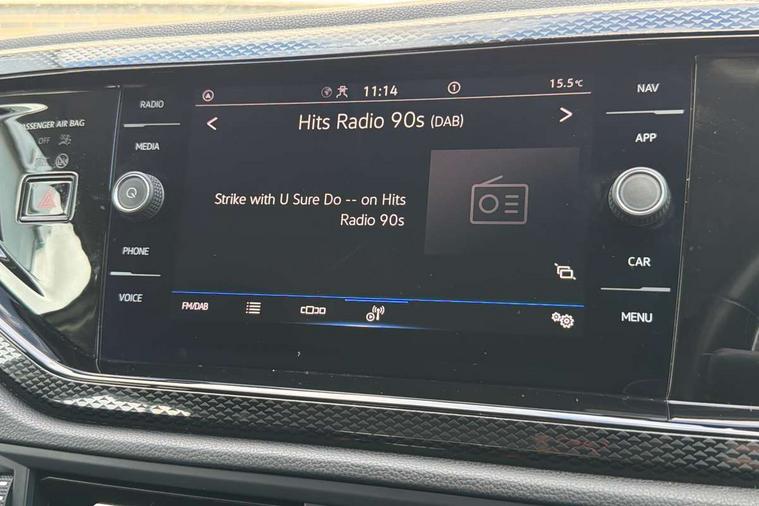 RADIO
MEDIA
PHONE
VOICE
PASSENGER AIR BAG
OFF
11:14
1
15.5°C
Hits Radio 90s (DAB)
Strike with U Sure Do -- on Hits
Radio 90s
FM/DAB
NAV
APP
CAR
MENU